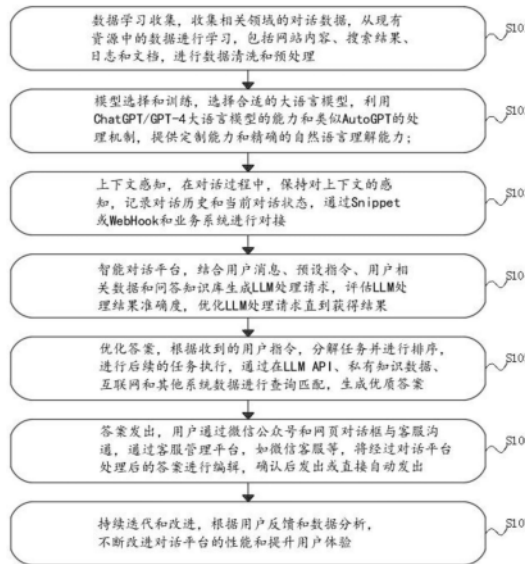 数据学习收集，收集相关领域的对话数据，从现有
资源中的数据进行学习，包括网站内容、搜索结果、
日志和文档，进行数据清洗和预处理
S10
模型选择和训练，选择合适的大语言模型，利用
ChatGPT/GPT-4大语言模型的能力和类似AutoGPT的处
理机制，提供定制能力和精确的自然语言理解能力；
S10
上下文感知，在对话过程中，保持对上下文的感
知，记录对话历史和当前对话状态，通过Snippet
或WebHook和业务系统进行对接
S10
智能对话平台，结合用户消息、预设指令、用户相
关数据和问答知识库生成LLM处理请求，评估LLM处
理结果准确度，优化LLM处理请求直到获得结果
S10
优化答案，根据收到的用户指令，分解任务并进行排序，
进行后续的任务执行，通过在LLM API、私有知识数据、
互联网和其他系统数据进行查询匹配，生成优质答案
S10
答案发出，用户通过微信公众号和网页对话框与客服沟
通，通过客服管理平台，如微信客服等，将经过对话平台
处理后的答案进行编辑，确认后发出或直接自动发出
S10
持续迭代和改进，根据用户反馈和数据分析，
不断改进对话平台的性能和提升用户体验
S10